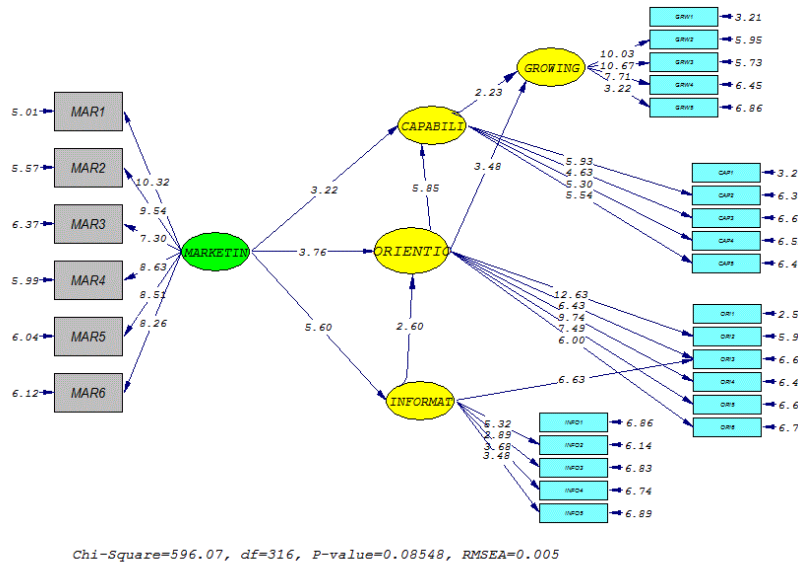 GRW1 3.21
10.03 GRW2 5.95
GROWING 10.67 GRW3 5.73
7.71 GRW4 6.45
3.22 GRW5 6.86
2.23
5.01 MAR1
CAPABILI
3.48
5.57 MAR2
5.93 CAP1 3.2
4.63 CAP2 6.3
5.30 CAP3 6.6
5.54 CAP4 6.5
CAP5 6.4
10.32
9.54
3.22
5.85
6.37 MAR3
7.30
MARKETIN
3.76
ORIENTIO
8.63
5.99 MAR4
8.51
8.26
12.63 ORI1 2.5
6.43 ORI2 5.9
9.74 ORI3 6.6
7.49 ORI4 6.4
6.00 ORI5 6.6
ORI6 6.7
5.60
2.60
6.04 MAR5
6.63
6.12 MAR6
INFORMAT
5.32 INFO1 6.86
2.89 INFO2 6.14
3.68 INFO3 6.83
3.48 INFO4 6.74
INFO5 6.89
Chi-Square=596.07, df=316, P-value=0.08548, RMSEA=0.005